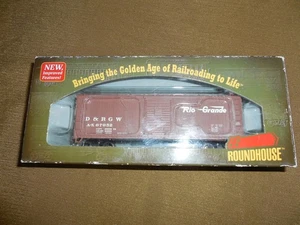 NEW
Improved
Features!
Bringing the Golden Age of Railroading to Life
Rio Grande
D & RGW
ROUNDHOUSE